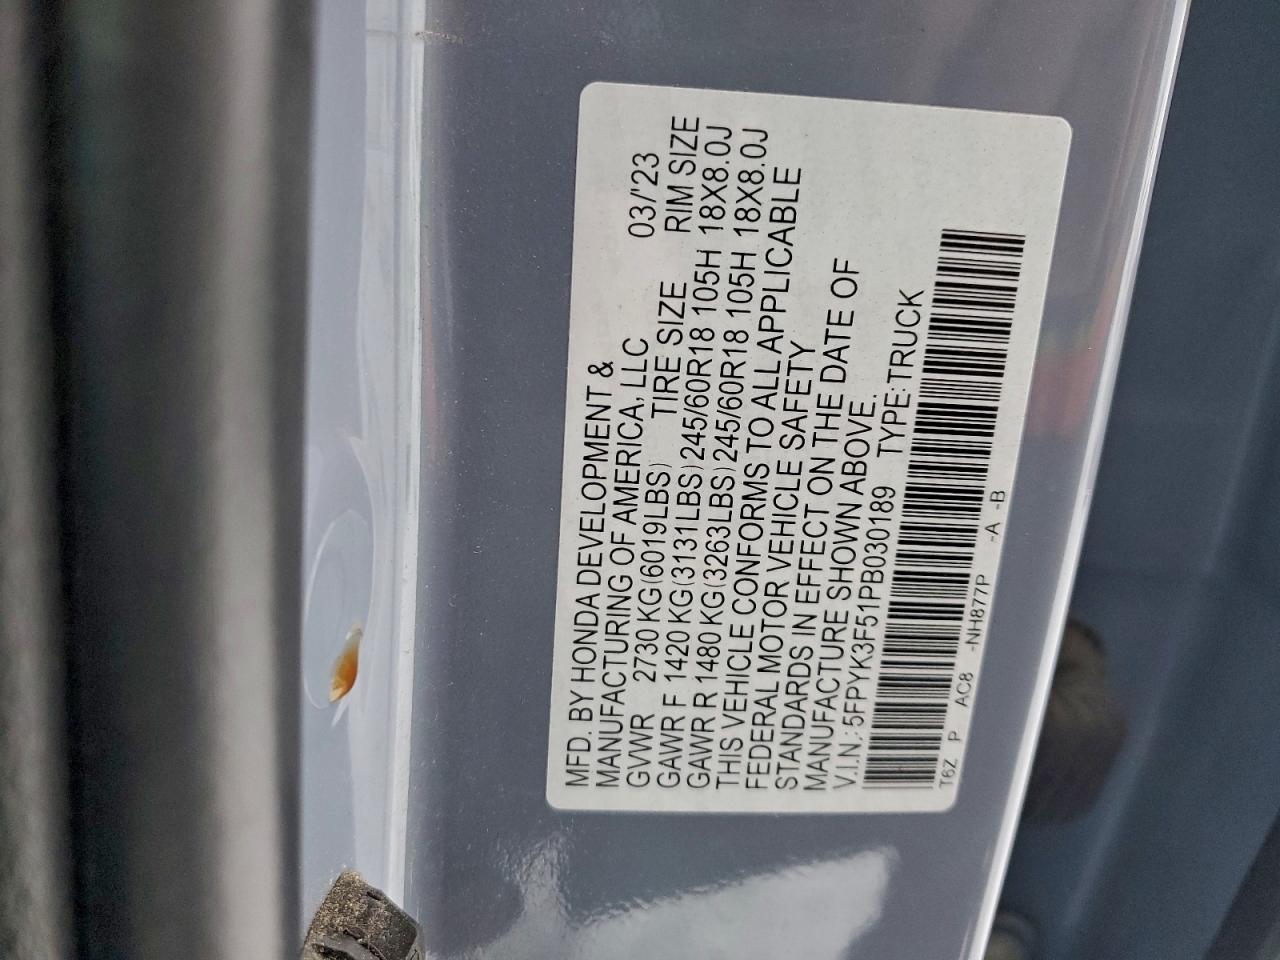 MFD. BY HONDA DEVELOPMENT &
MANUFACTURING OF AMERICA, LLC 03/'23
GVWR 2730 KG(6019LBS) TIRE SIZE RIM SIZE
GAWR F 1420 KG(3131LBS)245/60R18 105H 18X8.0J
GAWR R 1480 KG(3263LBS)245/60R18 105H 18X8.0J
THIS VEHICLE CONFORMS TO ALL APPLICABLE
FEDERAL MOTOR VEHICLE SAFETY
STANDARDS IN EFFECT ON THE DATE OF
MANUFACTURE SHOWN ABOVE.
V.I.N.:5FPYK3F51PB030189 TYPE: TRUCK
T6Z P AC8 -NH877P -A -B